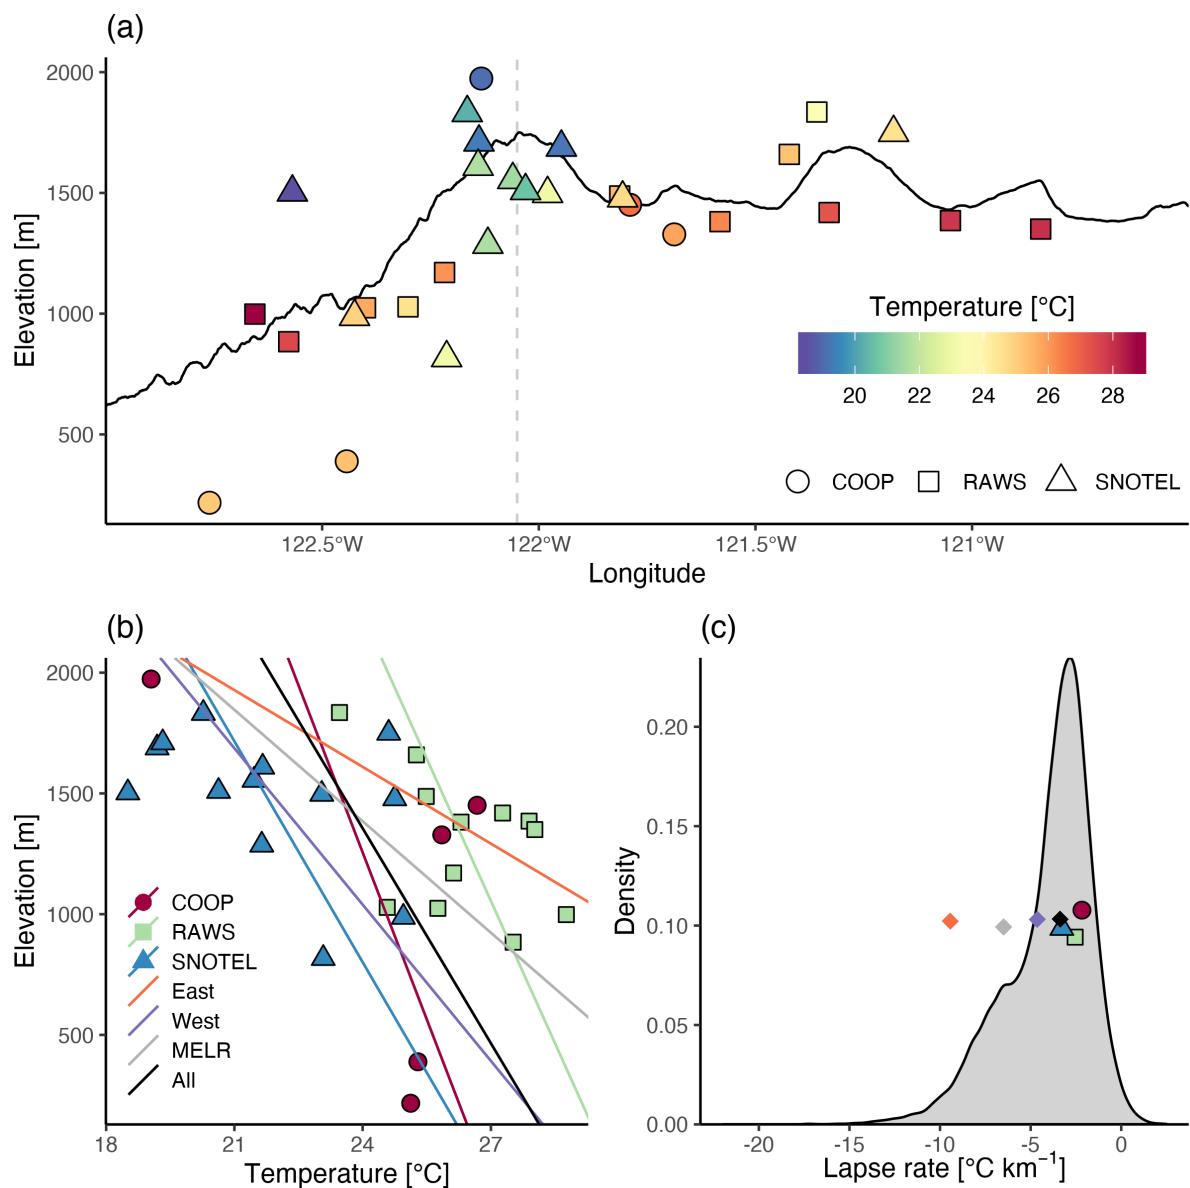 (a)
2000
1500
1000
500
Elevation [m]
Temperature [°C]
20 22 24 26 28
COOP RAWS SNOTEL
122.5°W 122°W 121.5°W 121°W
Longitude
(b)
2000
1500
1000
500
Elevation [m]
COOP
RAWS
SNOTEL
East
West
MELR
All
18 21 24 27
Temperature [°C]
(c)
0.20
0.15
0.10
0.05
0.00
Density
-20 -15 -10 -5 0
Lapse rate [°C km⁻¹]